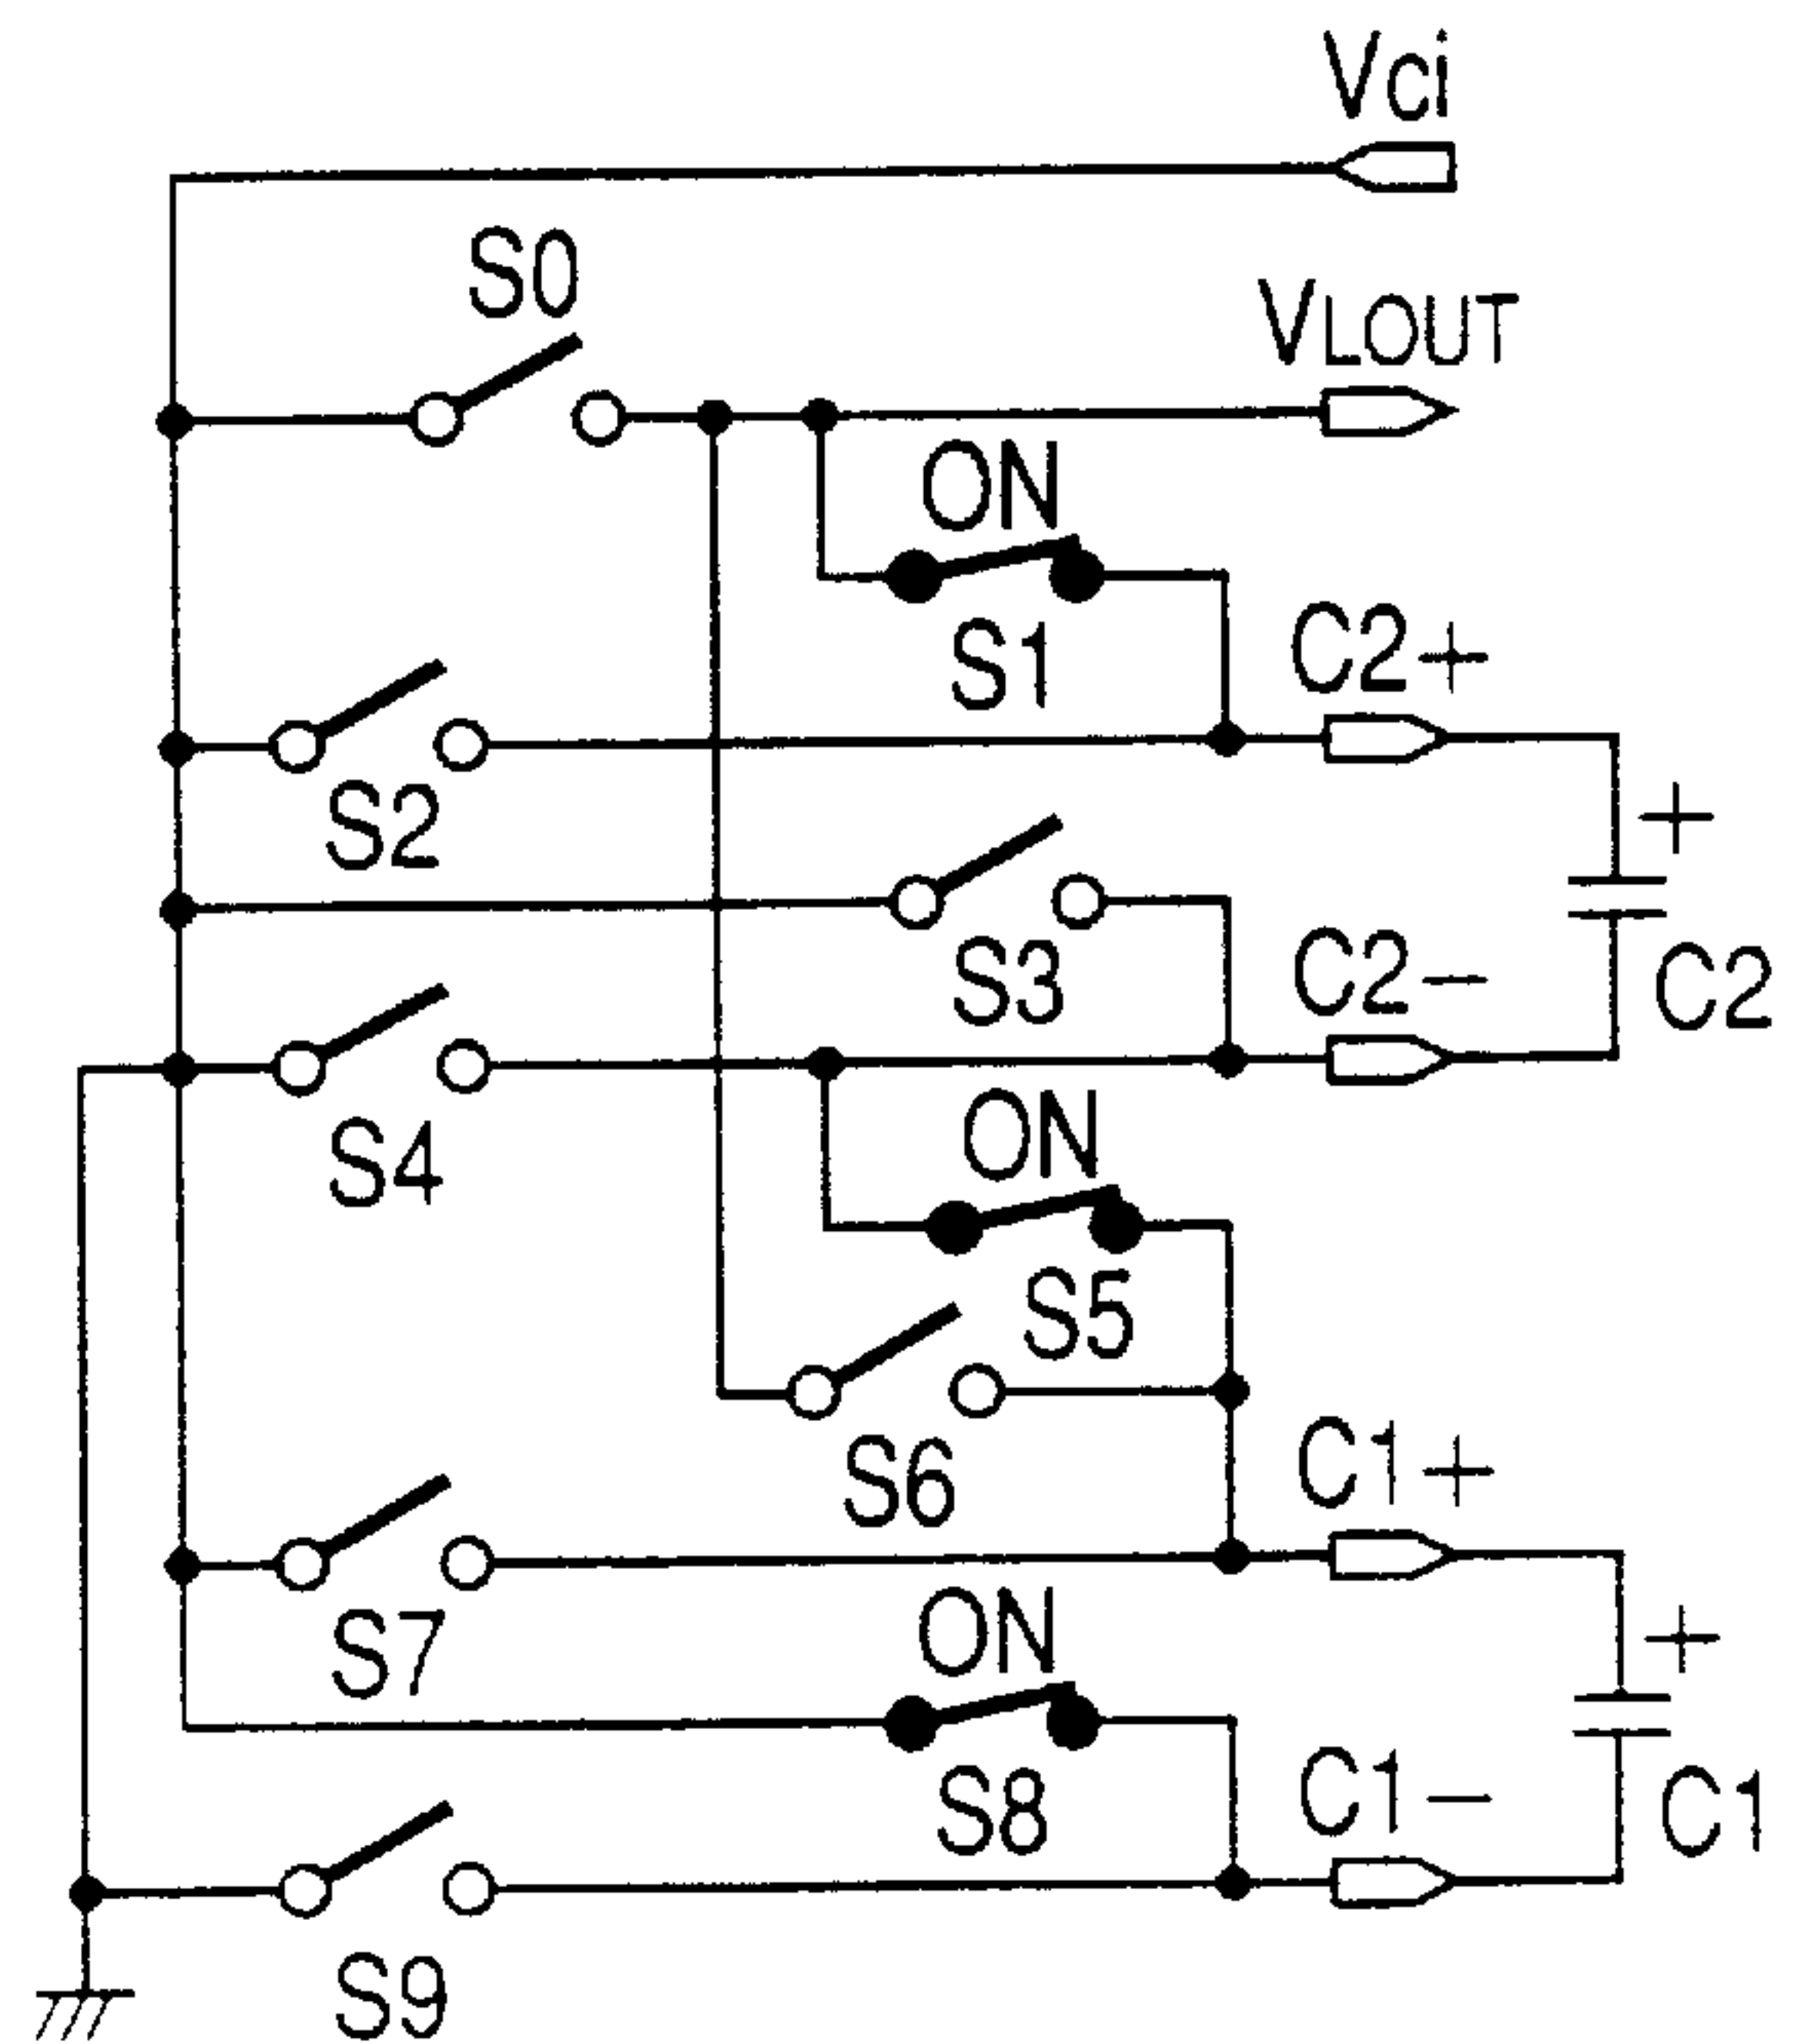 Vci
S0
VLOUT
ON
S1
C2+
S2
+
S3
C2-
C2
S4
ON
S5
S6
C1+
S7
ON
+
S8
C1-
C1
S9